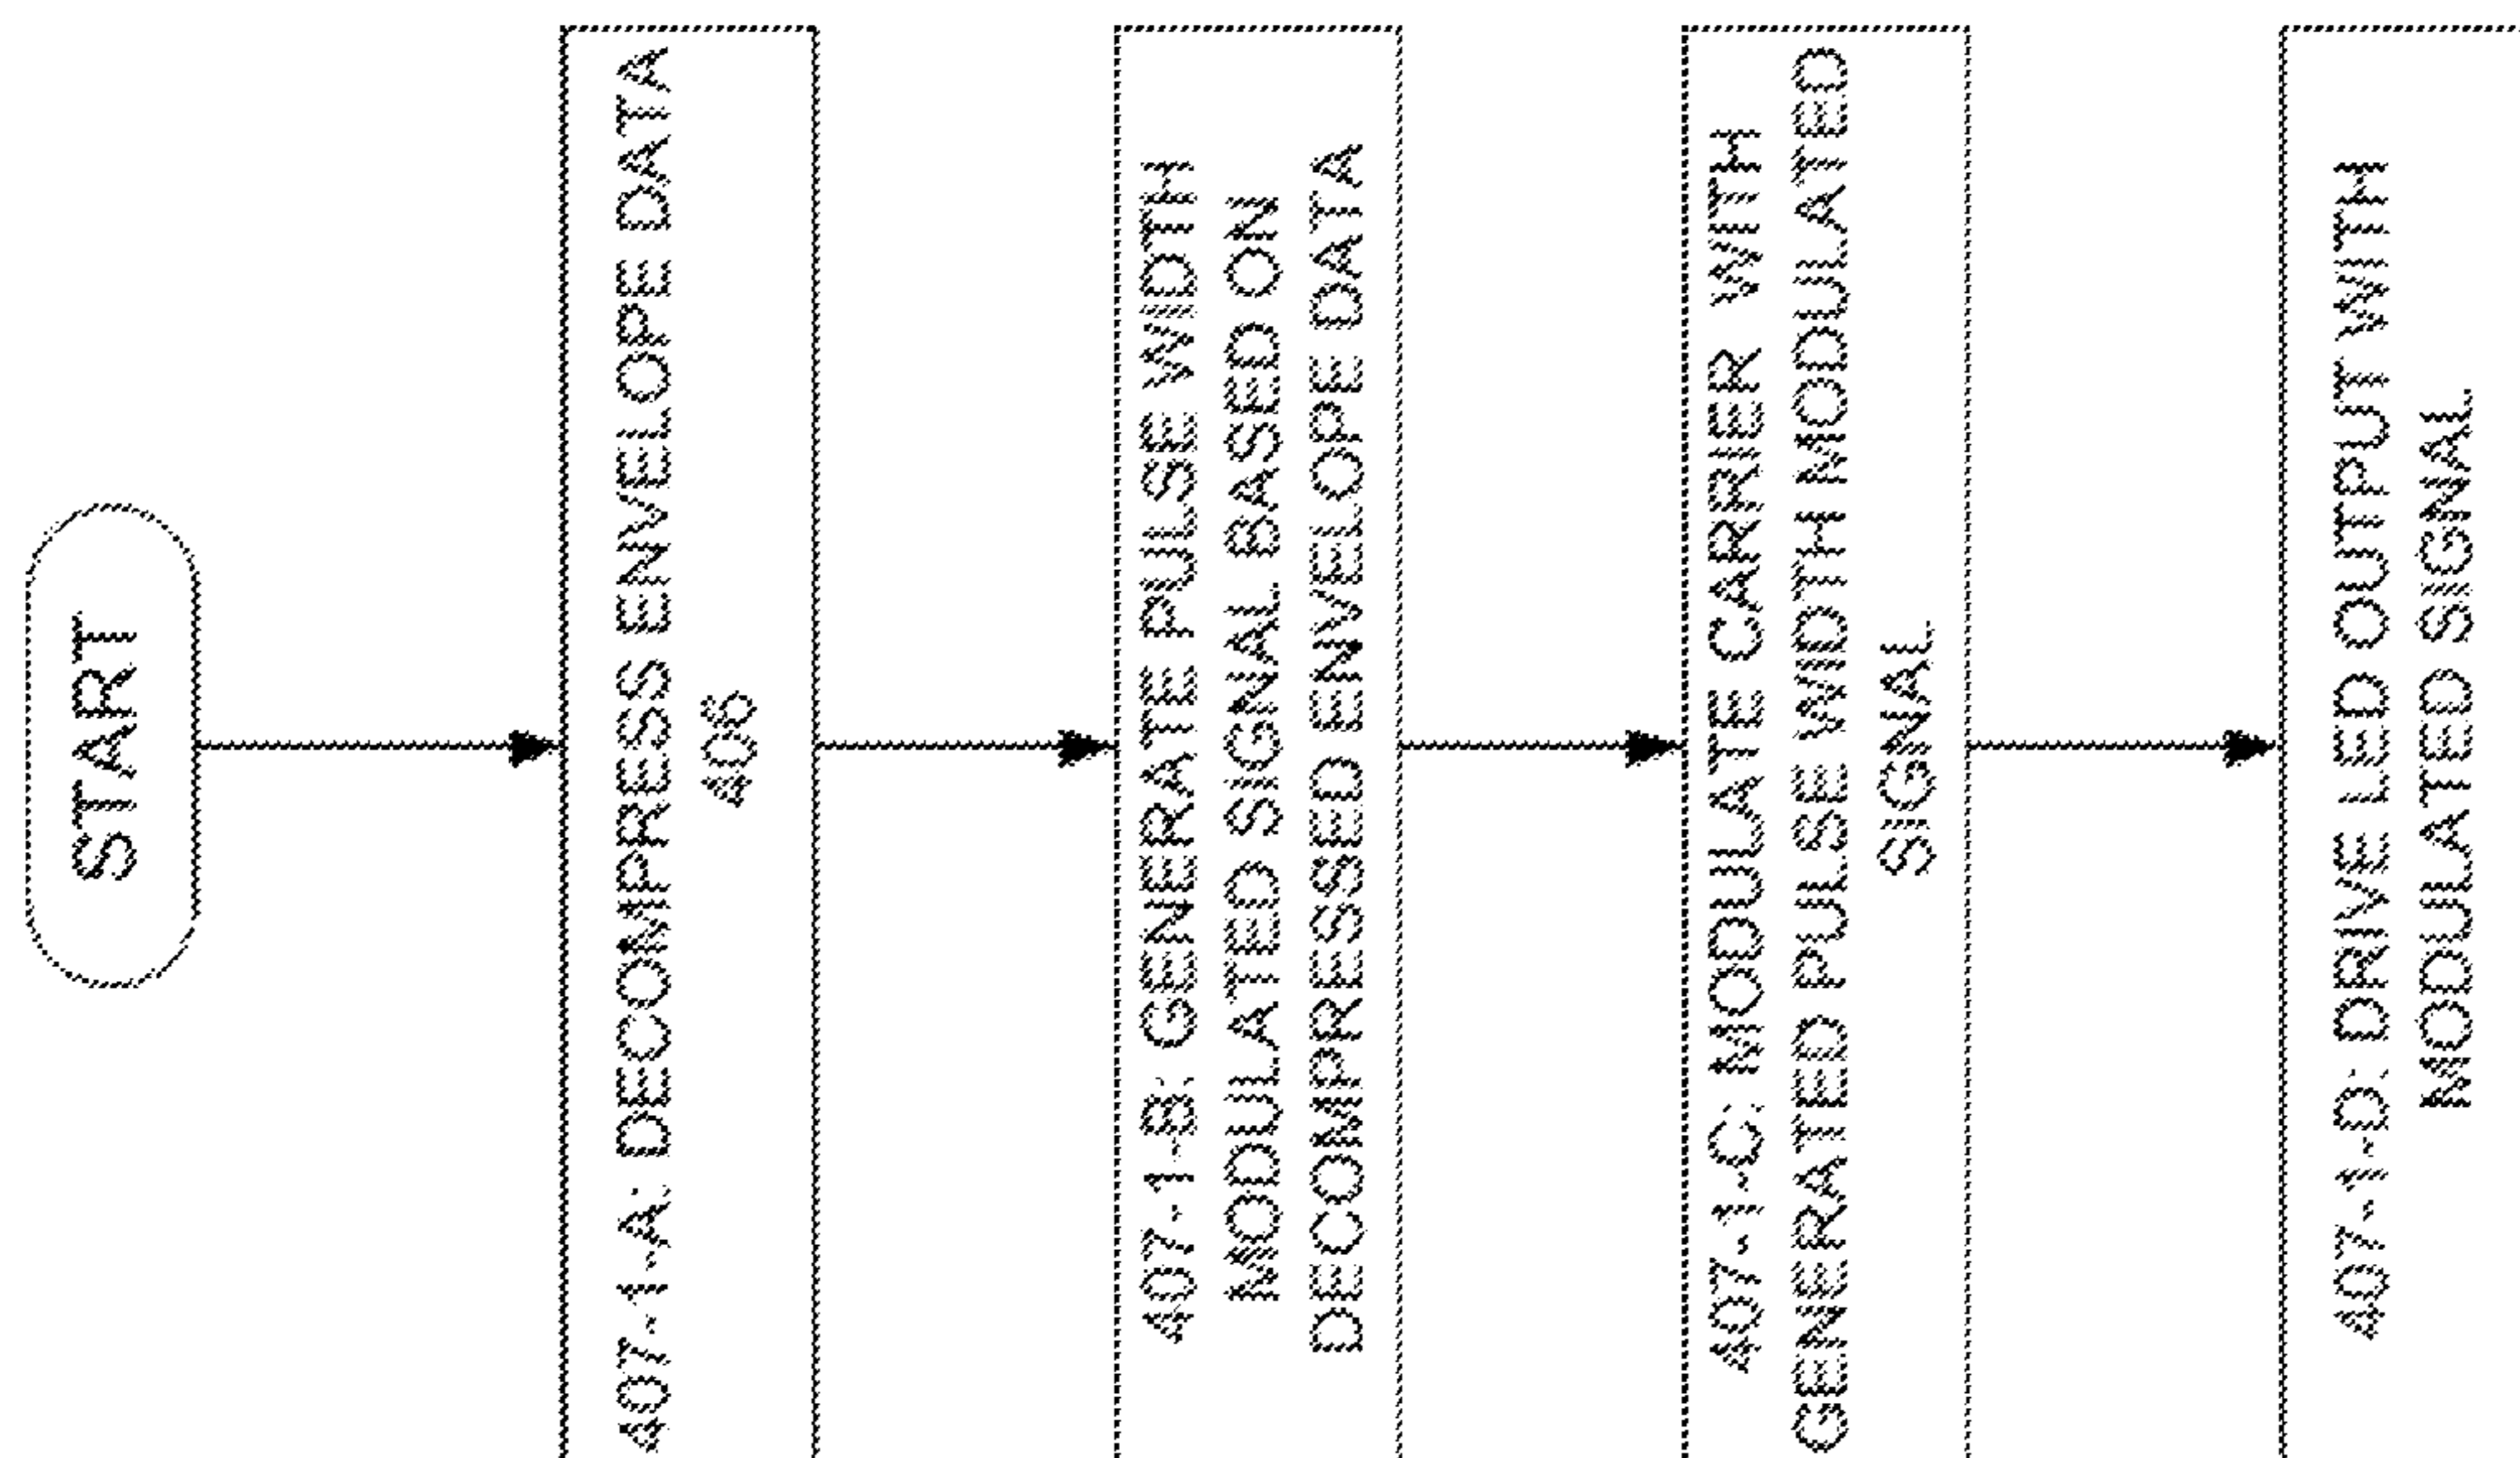 START
407-1-A: DECOMPRESS ENVELOPE DATA
406
407-1-B: GENERATE PULSE WIDTH
MODULATED SIGNAL BASED ON
DECOMPRESSED ENVELOPE DATA
407-1-C: MODULATE CARRIER WITH
GENERATED PULSE WIDTH MODULATED
SIGNAL
407-1-D: DRIVE LED OUTPUT WITH
MODULATED SIGNAL